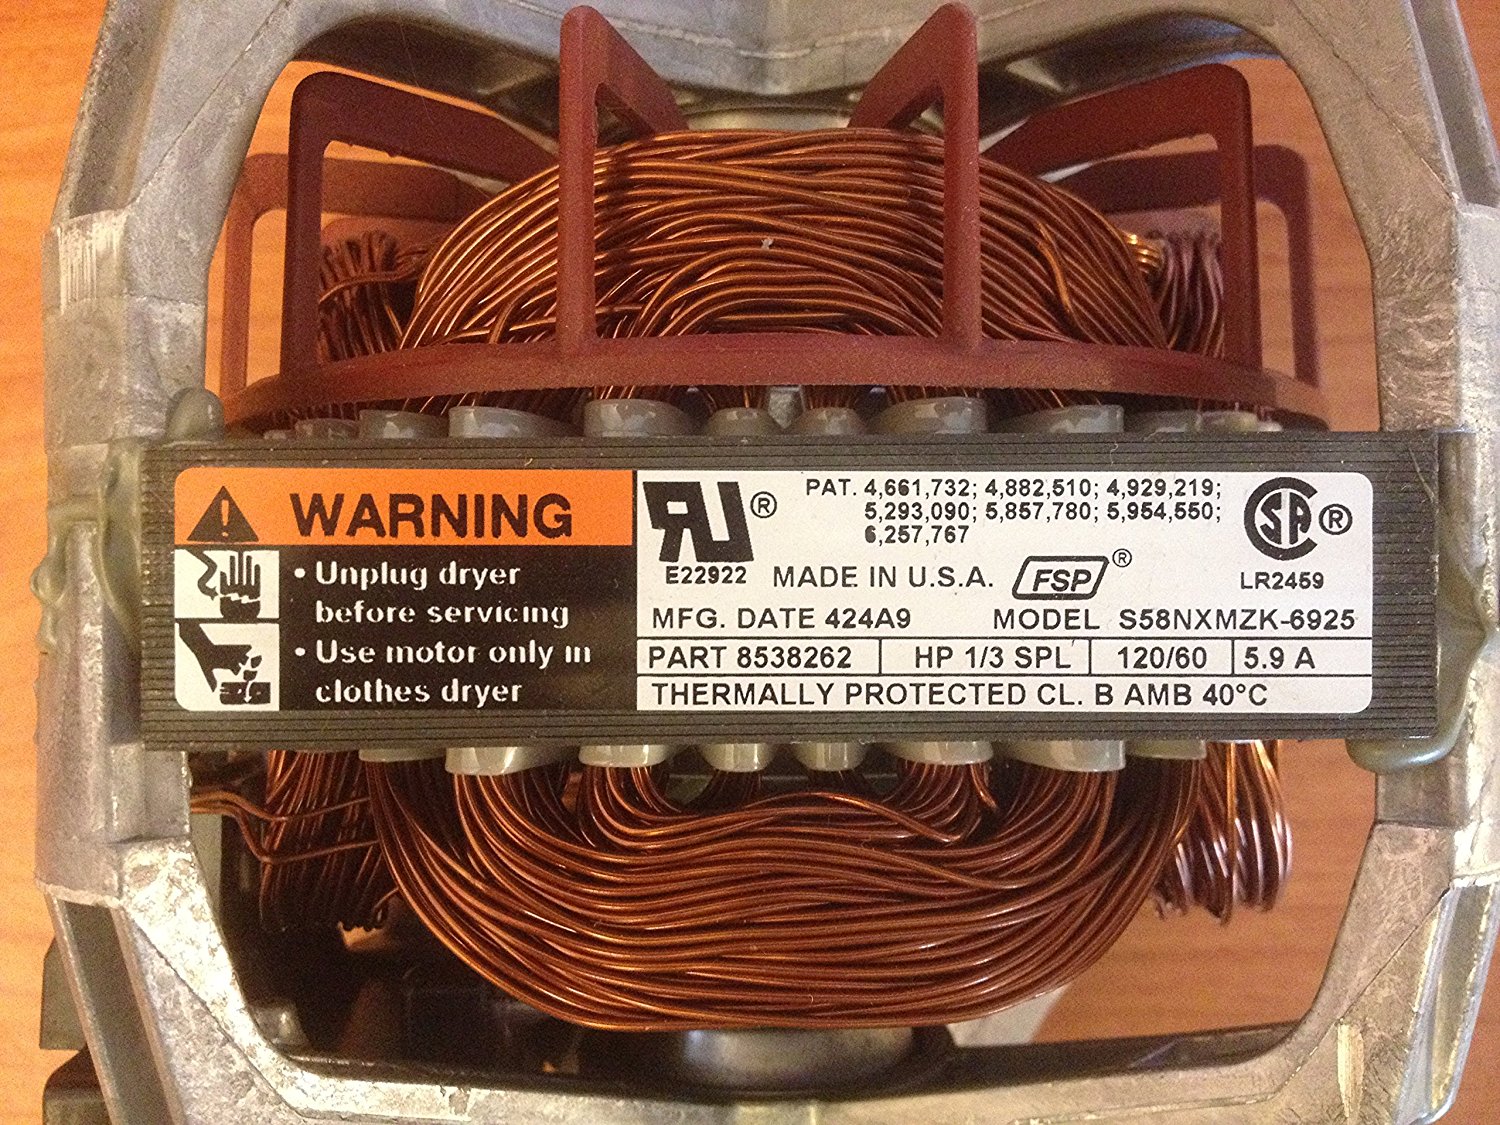 WARNING
• Unplug dryer
before servicing
• Use motor only in
clothes dryer
RU®
E22922
PAT. 4,661,732; 4,882,510; 4,929,219;
5,293,090; 5,857,780; 5,954,550;
6,257,767
MADE IN U.S.A. FSP®
SA®
LR2459
MFG. DATE 424A9 MODEL S58NXMZK-6925
PART 8538262 HP 1/3 SPL 120/60 5.9 A
THERMALLY PROTECTED CL. B AMB 40°C